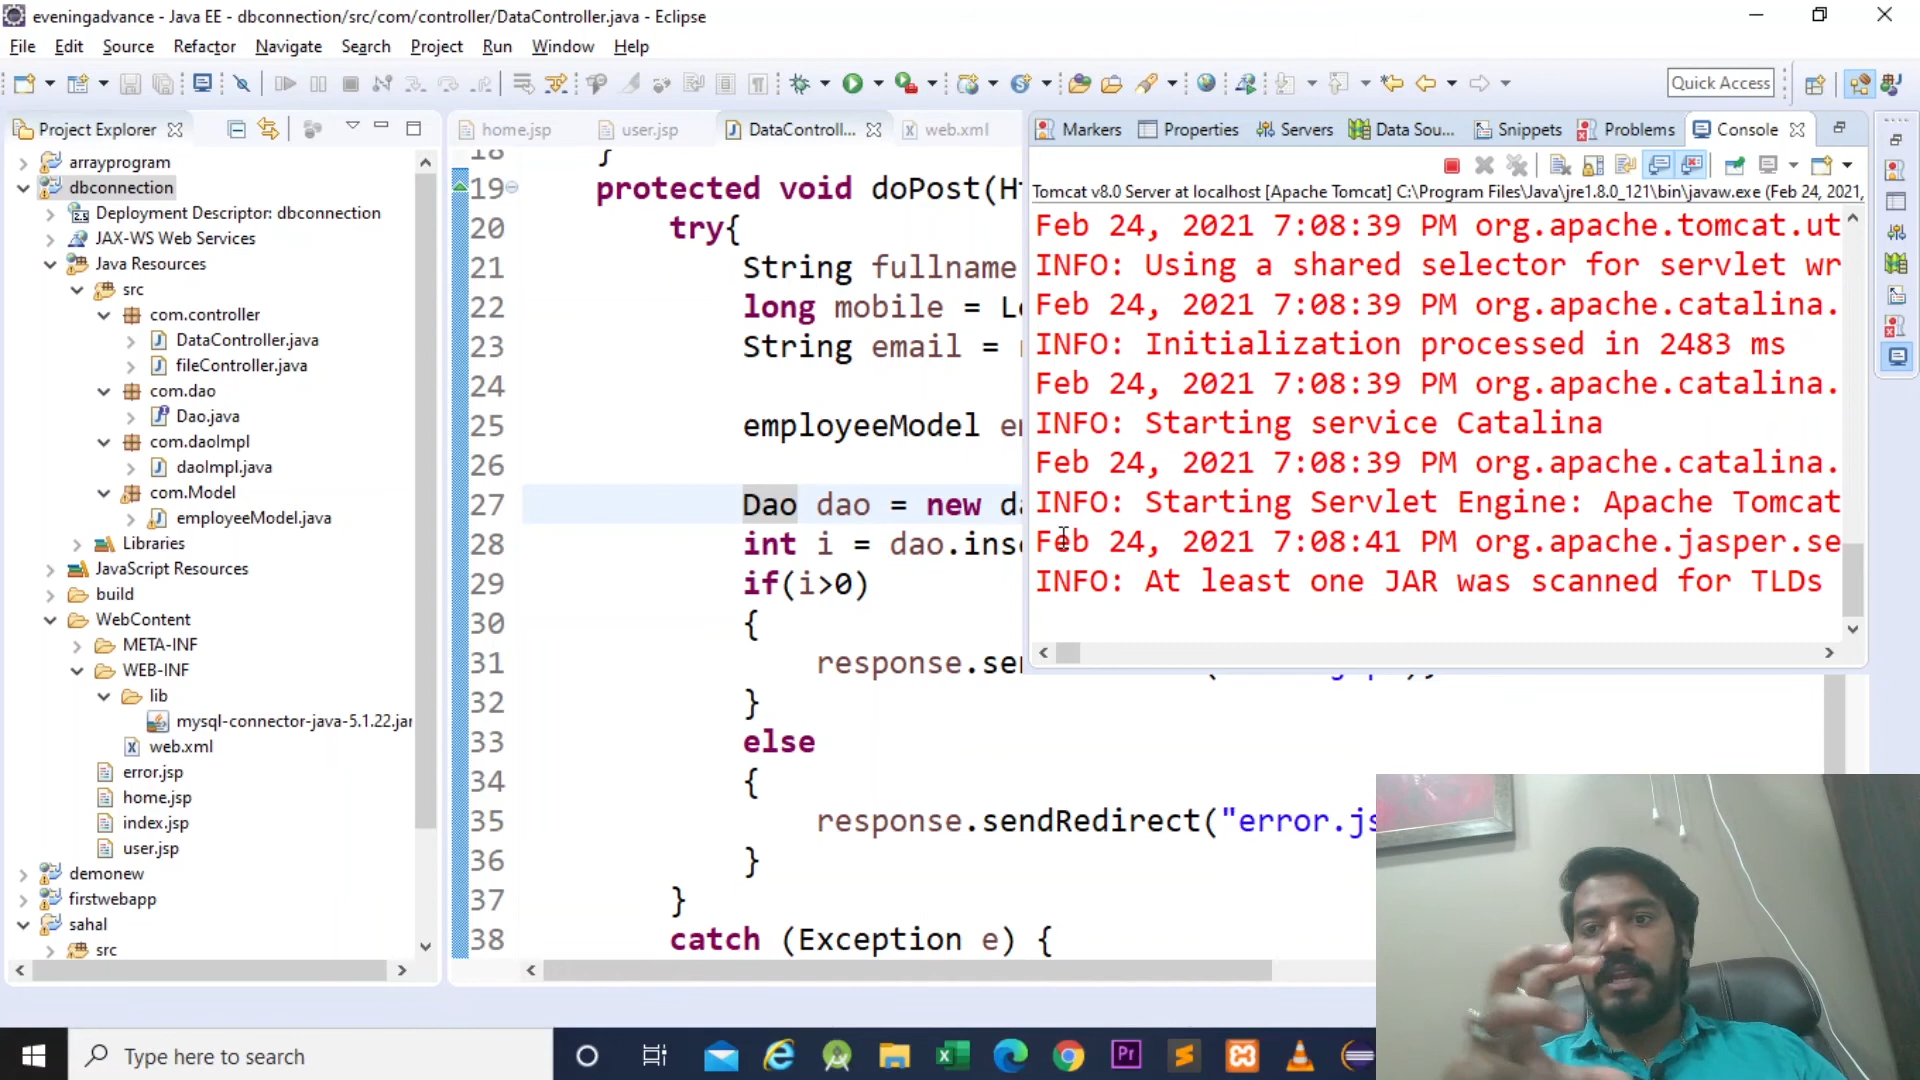 eveningadvance - Java EE - dbconnection/src/com/controller/DataController.java - Eclipse
File Edit Source Refactor Navigate Search Project Run Window Help
Quick Access
Project Explorer
arrayprogram
dbconnection
Deployment Descriptor: dbconnection
JAX-WS Web Services
Java Resources
src
com.controller
DataController.java
fileController.java
com.dao
Dao.java
com.daoImpl
daoImpl.java
com.Model
employeeModel.java
Libraries
JavaScript Resources
build
WebContent
META-INF
WEB-INF
lib
mysql-connector-java-5.1.22.jar
web.xml
error.jsp
home.jsp
index.jsp
user.jsp
demonew
firstwebapp
sahal
src
home.jsp user.jsp DataControll... web.xml
18 }
19 protected void doPost(H
20 try{
21 String fullname
22 long mobile = L
23 String email =
24
25 employeeModel e
26
27 Dao dao = new d
28 int i = dao.ins
29 if(i>0)
30 {
31 response.se
32 }
33 else
34 {
35 response.sendRedirect("error.js
36 }
37 }
38 catch (Exception e) {
Markers Properties Servers Data Sou... Snippets Problems Console
Tomcat v8.0 Server at localhost [Apache Tomcat] C:\Program Files\Java\jre1.8.0_121\bin\javaw.exe (Feb 24, 2021,
Feb 24, 2021 7:08:39 PM org.apache.tomcat.ut
INFO: Using a shared selector for servlet wr
Feb 24, 2021 7:08:39 PM org.apache.catalina.
INFO: Initialization processed in 2483 ms
Feb 24, 2021 7:08:39 PM org.apache.catalina.
INFO: Starting service Catalina
Feb 24, 2021 7:08:39 PM org.apache.catalina.
INFO: Starting Servlet Engine: Apache Tomcat
Feb 24, 2021 7:08:41 PM org.apache.jasper.se
INFO: At least one JAR was scanned for TLDs
Type here to search
Pr